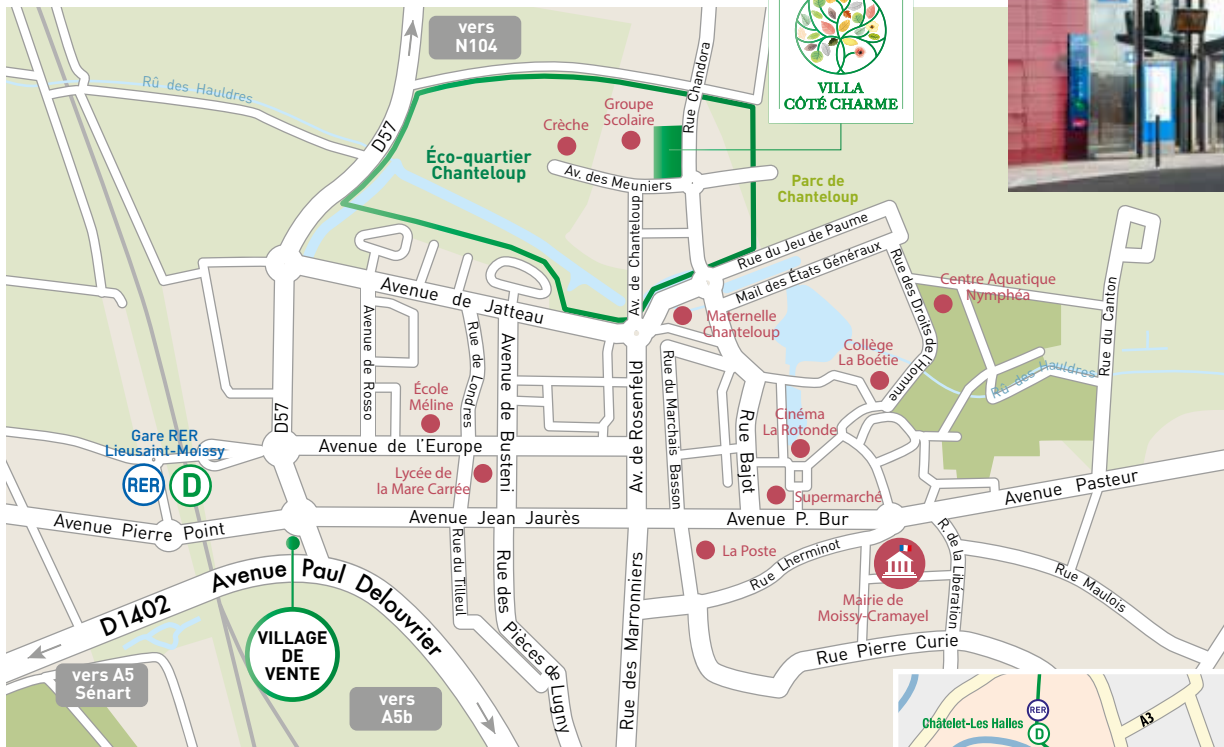 vers
N104
VILLA
CÔTÉ CHARME
Rû des Hauldres
D57
Rue Chandora
Crèche
Groupe
Scolaire
Éco-quartier
Chanteloup
Av. des Meuniers
Parc de
Chanteloup
Av. de Chanteloup
Rue du Jeu de Paume
Mail des États Généraux
Rue des Droits de l'Homme
Centre Aquatique
Nymphéa
Rue du Canton
Avenue de Jatteau
Maternelle
Chanteloup
Avenue de Rosso
Rue de Londres
Avenue de Busteni
Av. de Rosenfeld
Rue du Marchais Basson
Rue Bajot
Collège
La Boétie
Rû des Hauldres
École
Méline
D57
Cinéma
La Rotonde
Gare RER
Lieusaint-Moissy
RER
D
Avenue de l'Europe
Lycée de
la Mare Carrée
Supermarché
Avenue Pasteur
Avenue Pierre Point
Avenue Jean Jaurès
Avenue P. Bur
La Poste
Rue Lherminot
R. de la Libération
Rue Maulois
Mairie de
Moissy-Cramayel
D1402
Avenue Paul Delouvrier
Rue du Tilleul
Rue des Pièces de Lugny
Rue des Marronniers
Rue Pierre Curie
VILLAGE
DE
VENTE
vers A5
Sénart
vers
A5b
RER
D
Châtelet-Les Halles
A3